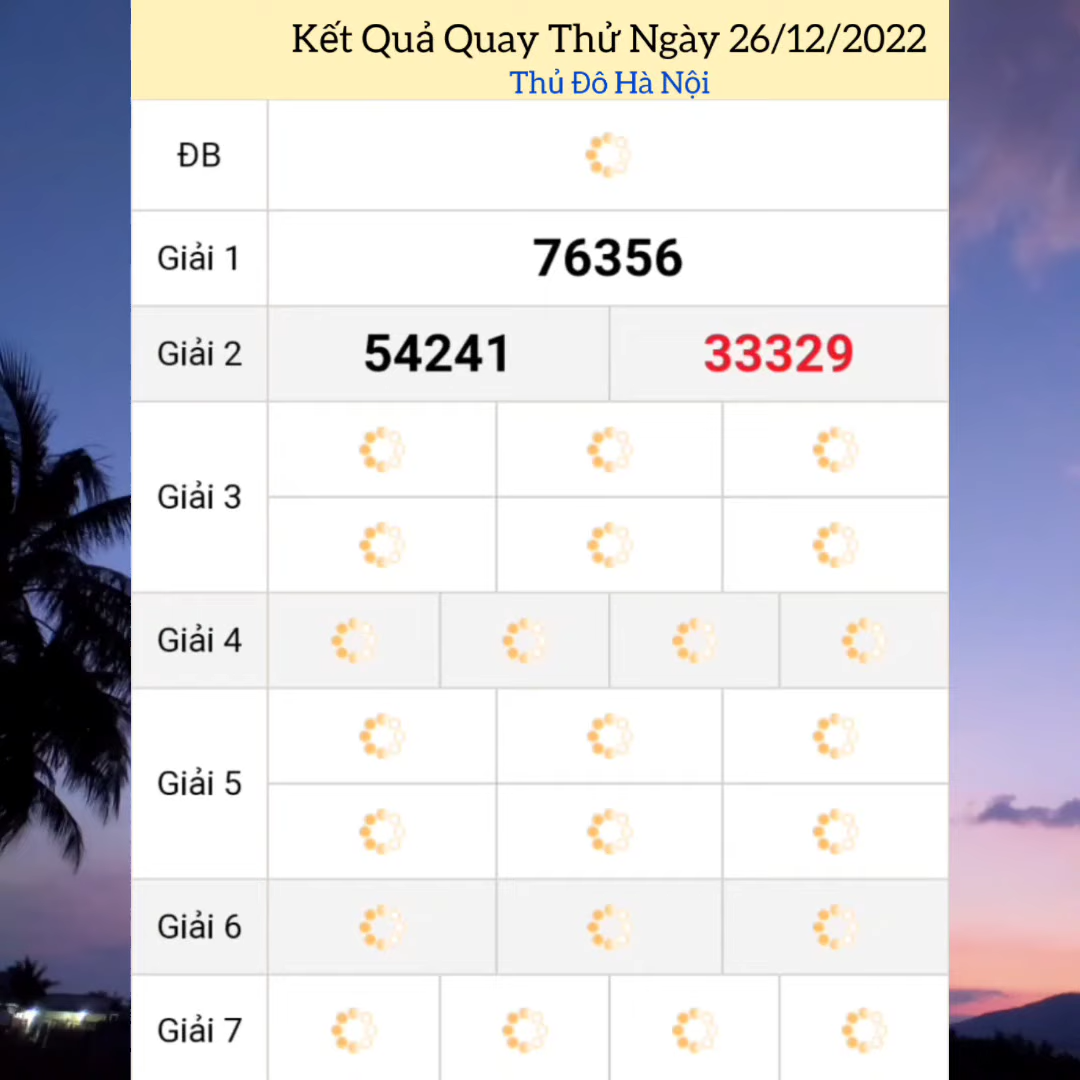 Kết Quả Quay Thử Ngày 26/12/2022
Thủ Đô Hà Nội
ĐB
Giải 1 76356
Giải 2 54241 33329
Giải 3
Giải 4
Giải 5
Giải 6
Giải 7